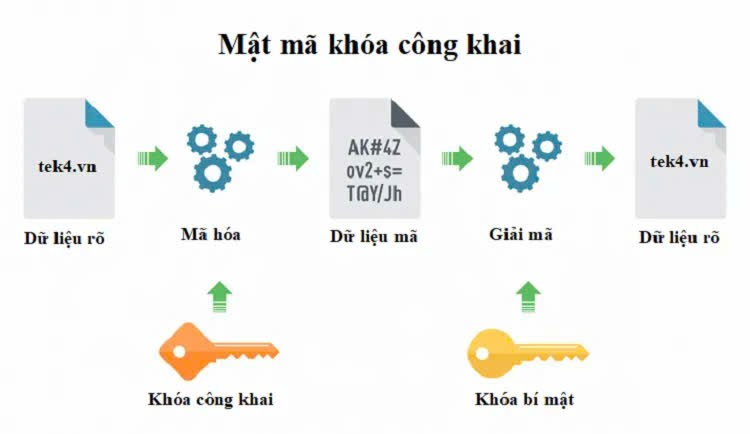 Mật mã khóa công khai
tek4.vn
AK#4Z
ov2+s=
T@Y/Jh
tek4.vn
Dữ liệu rõ
Mã hóa
Dữ liệu mã
Giải mã
Dữ liệu rõ
Khóa công khai
Khóa bí mật